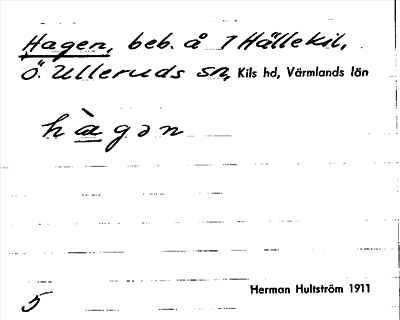 Hagen, beb. å 1 Hällekil,
Ö. Ulleruds sn, Kils hd, Värmlands län
hàgən
Herman Hultström 1911
5